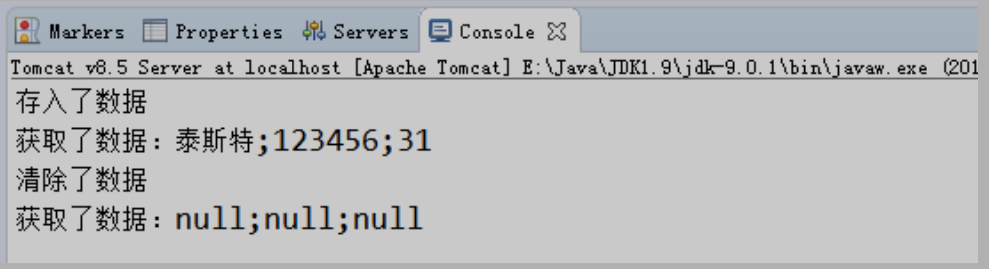 Markers Properties Servers Console
Tomcat v8.5 Server at localhost [Apache Tomcat] E:\Java\JDK1.9\jdk-9.0.1\bin\javaw.exe (201
存入了数据
获取了数据：泰斯特;123456;31
清除了数据
获取了数据：null;null;null